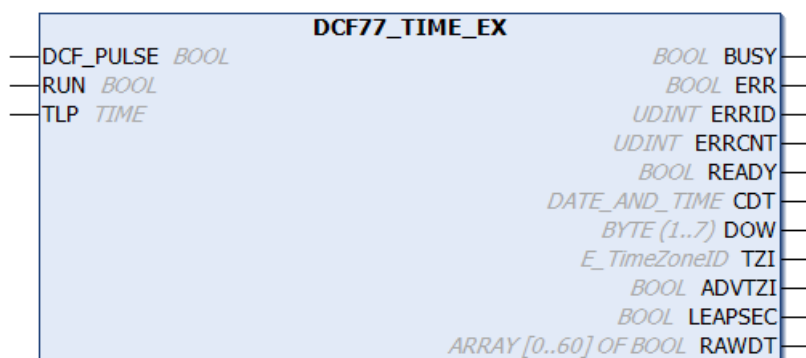 DCF77_TIME_EX
DCF_PULSE BOOL BOOL BUSY
RUN BOOL BOOL ERR
TLP TIME UDINT ERRID
UDINT ERRCNT
BOOL READY
DATE_AND_TIME CDT
BYTE (1..7) DOW
E_TimeZoneID TZI
BOOL ADVTZI
BOOL LEAPSEC
ARRAY [0..60] OF BOOL RAWDT